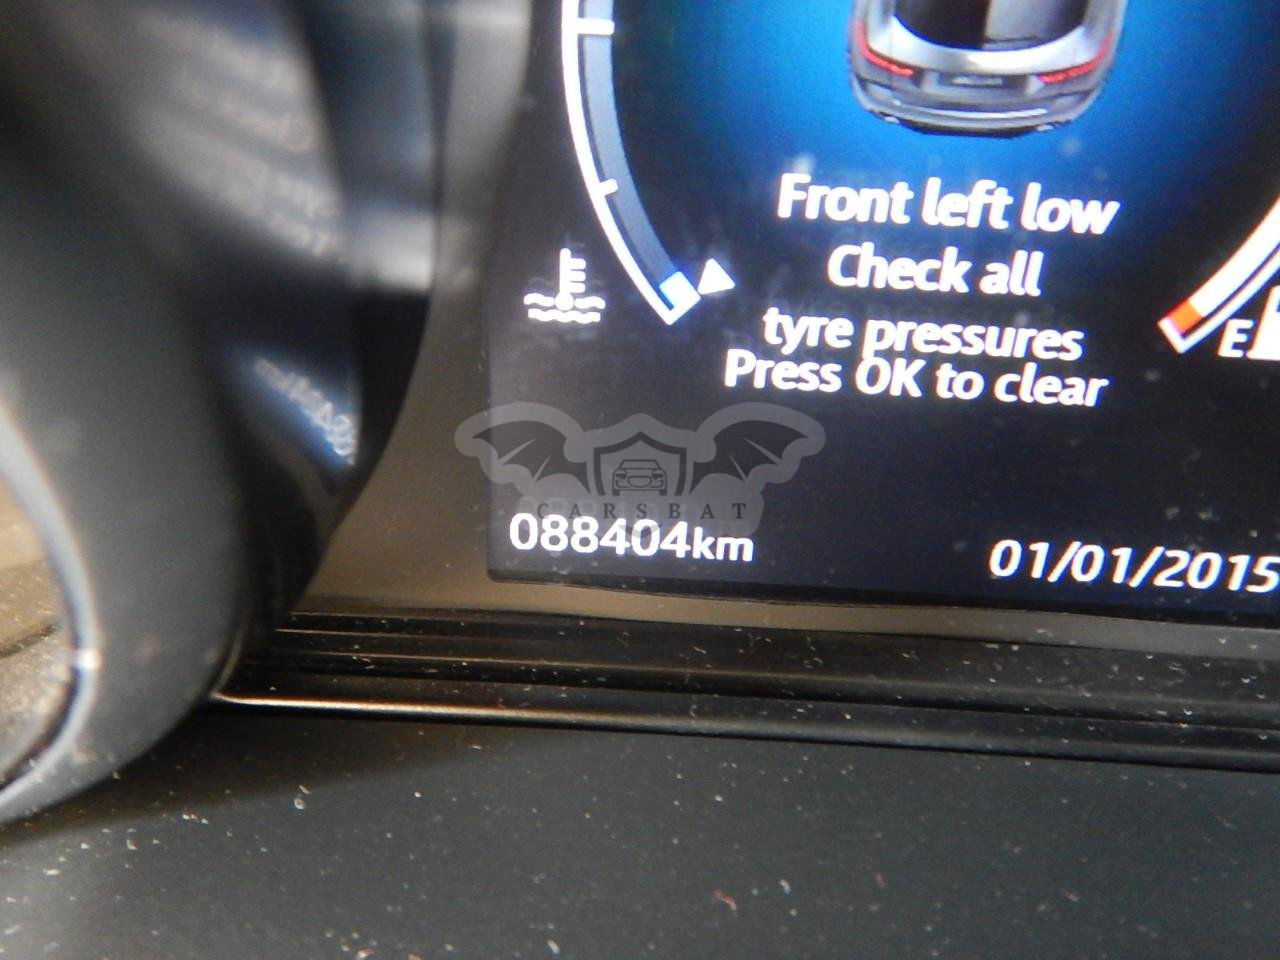 Front left low
Check all
tyre pressures
Press OK to clear
E
CARSBAT
088404km
01/01/2015